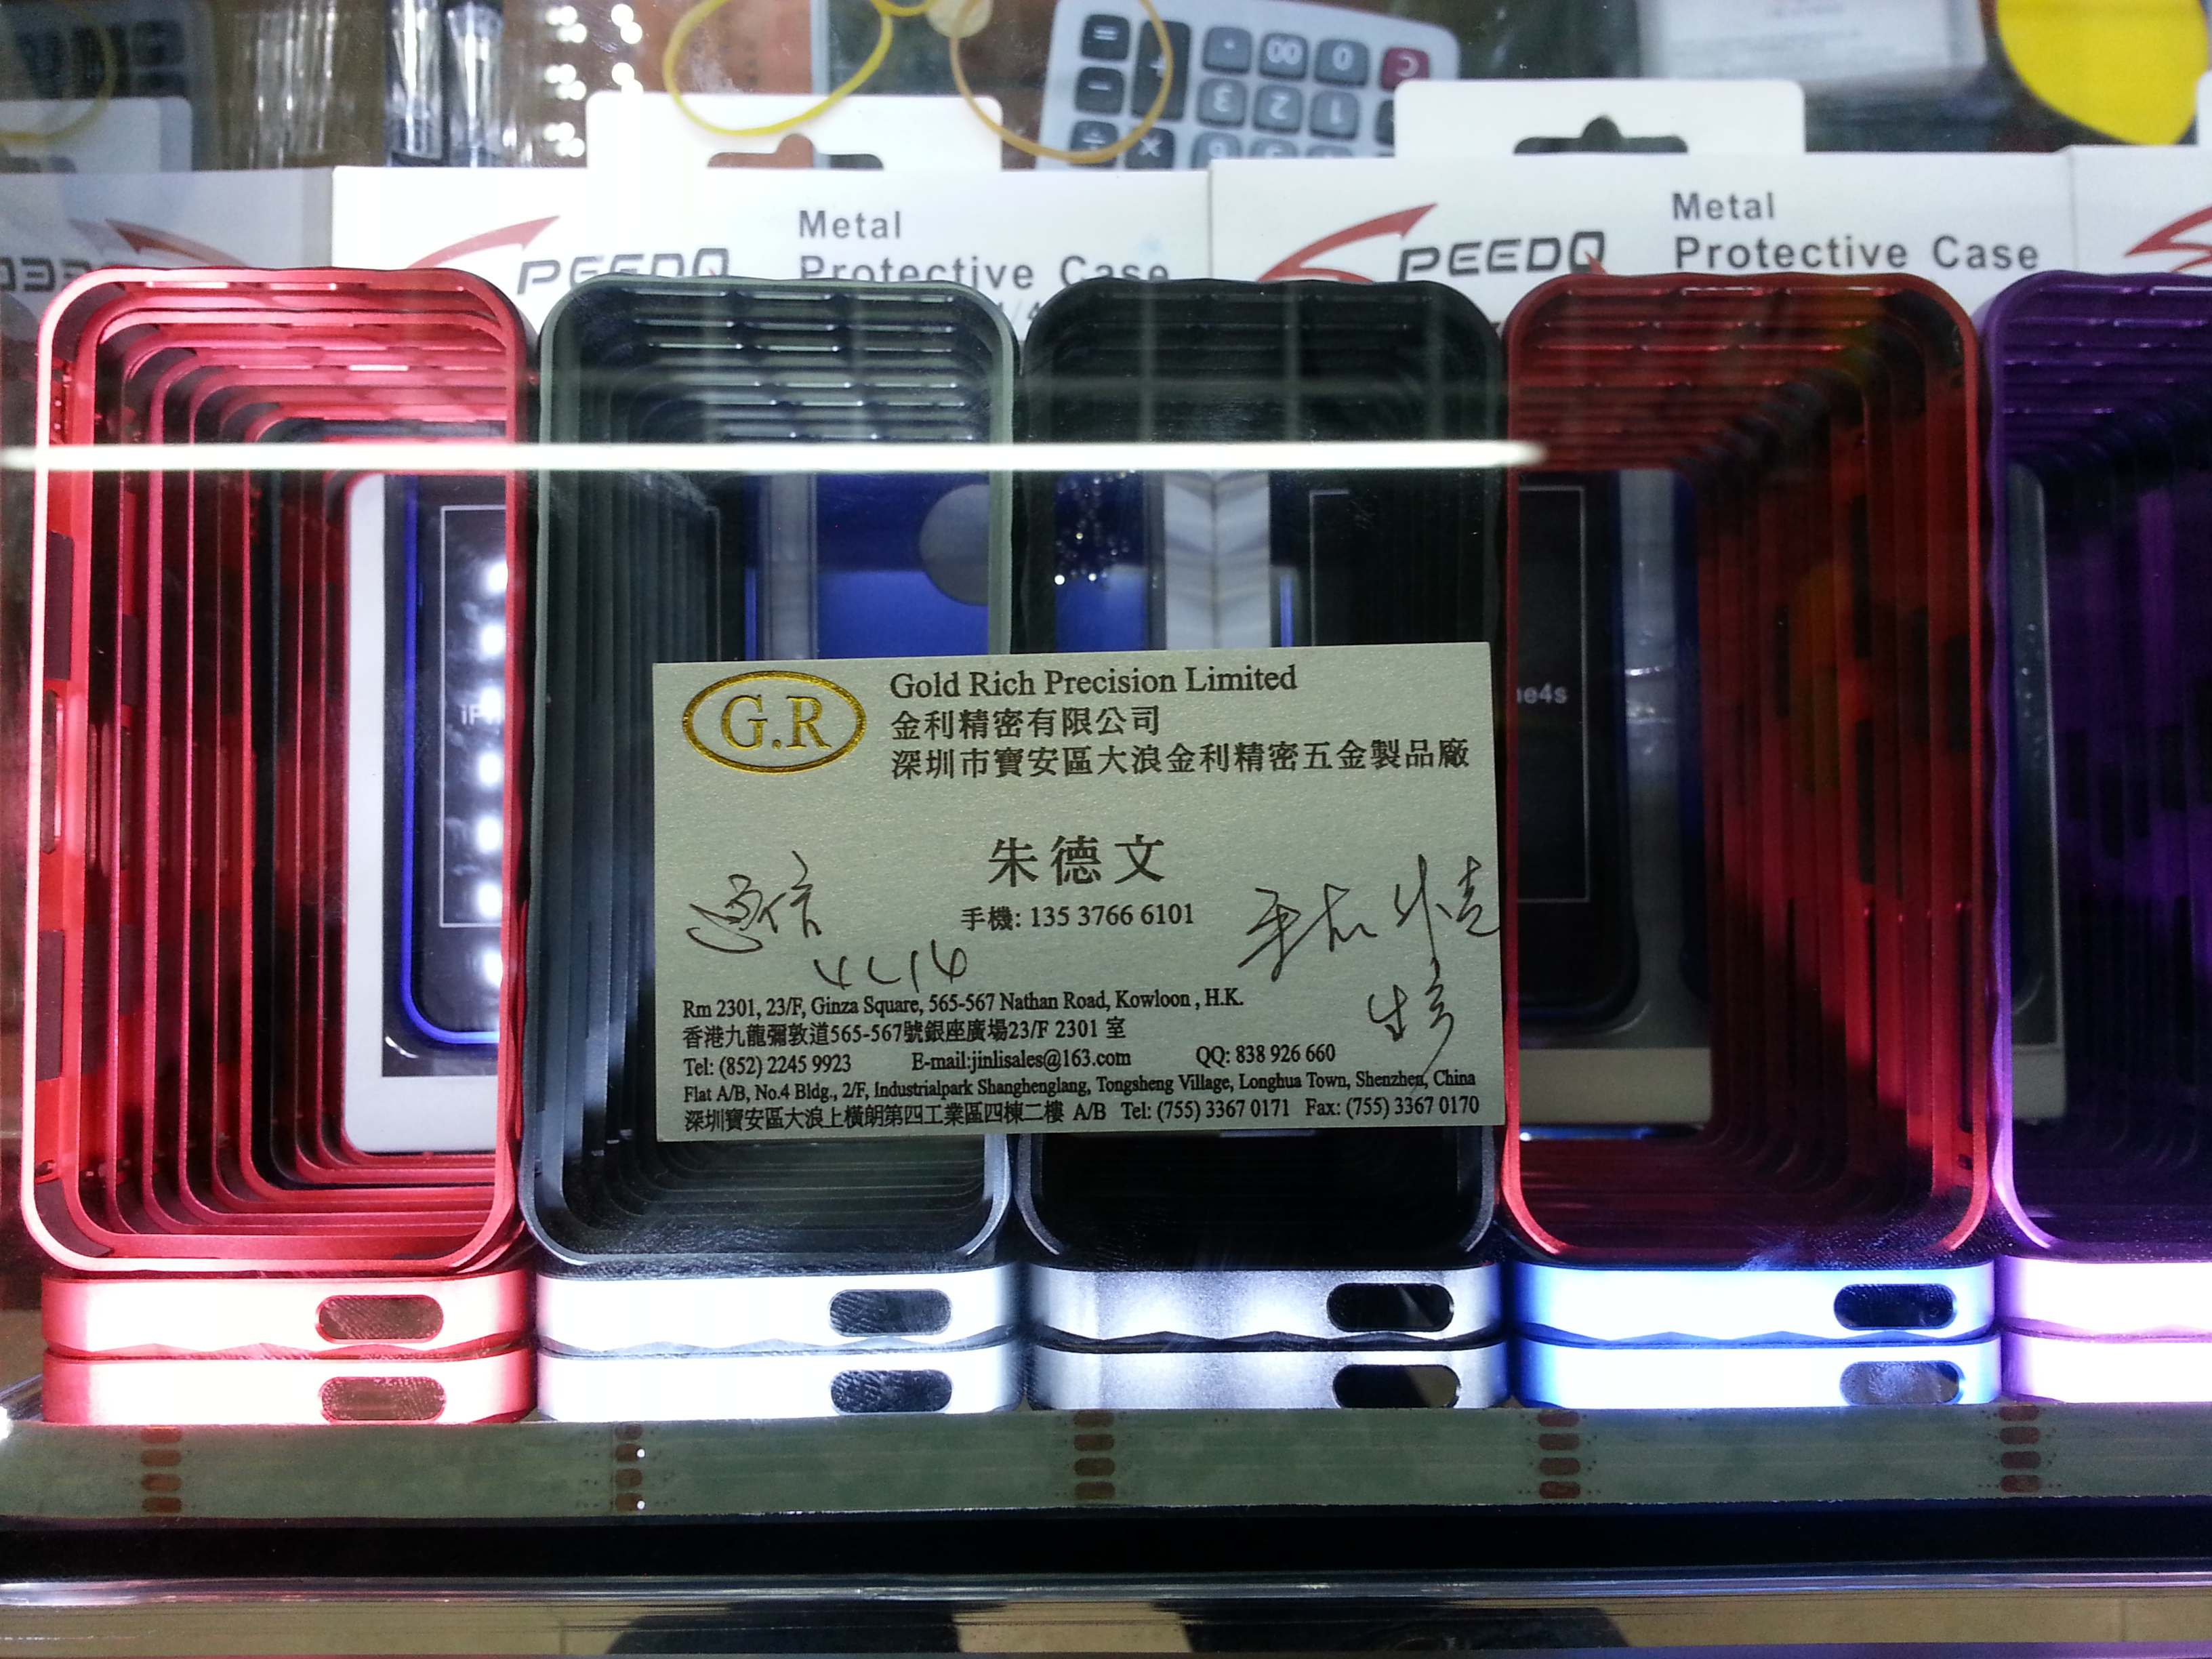 Metal
Protective Case
SPEEDQ
Metal
Protective Case
SPEEDQ
G.R
Gold Rich Precision Limited
金利精密有限公司
深圳市寶安區大浪金利精密五金製品廠
朱德文
手機: 135 3766 6101
通信
Rm 2301, 23/F, Ginza Square, 565-567 Nathan Road, Kowloon , H.K.
香港九龍彌敦道565-567號銀座廣場23/F 2301 室
Tel: (852) 2245 9923 E-mail:jinlisales@163.com QQ: 838 926 660
Flat A/B, No.4 Bldg., 2/F, Industrialpark Shanghenglang, Tongsheng Village, Longhua Town, Shenzhen, China
深圳寶安區大浪上橫朗第四工業區四棟二樓 A/B Tel: (755) 3367 0171 Fax: (755) 3367 0170